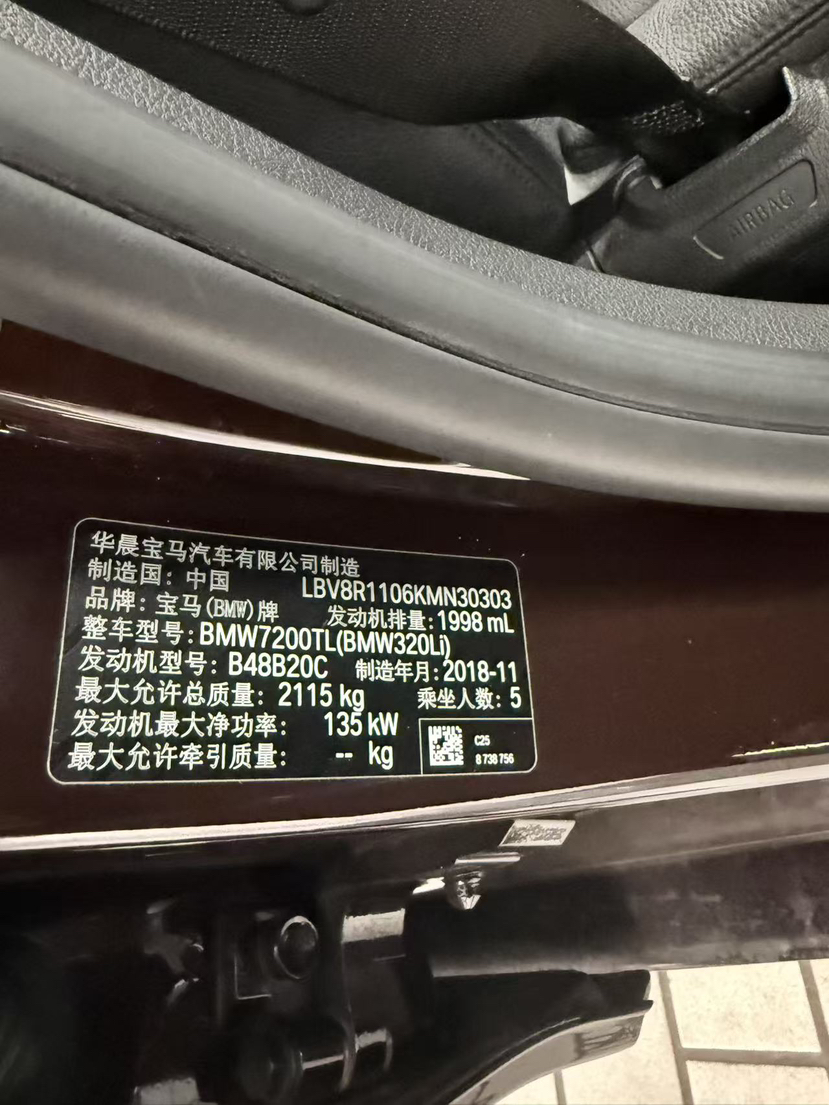 AIRBAG
华晨宝马汽车有限公司制造
制造国：中国 LBV8R1106KMN30303
品牌：宝马(BMW)牌 发动机排量：1998 mL
整车型号：BMW7200TL(BMW320Li)
发动机型号：B48B20C 制造年月：2018-11
最大允许总质量：2115 kg 乘坐人数：5
发动机最大净功率： 135 kW
最大允许牵引质量： -- kg
C25
8 738 756